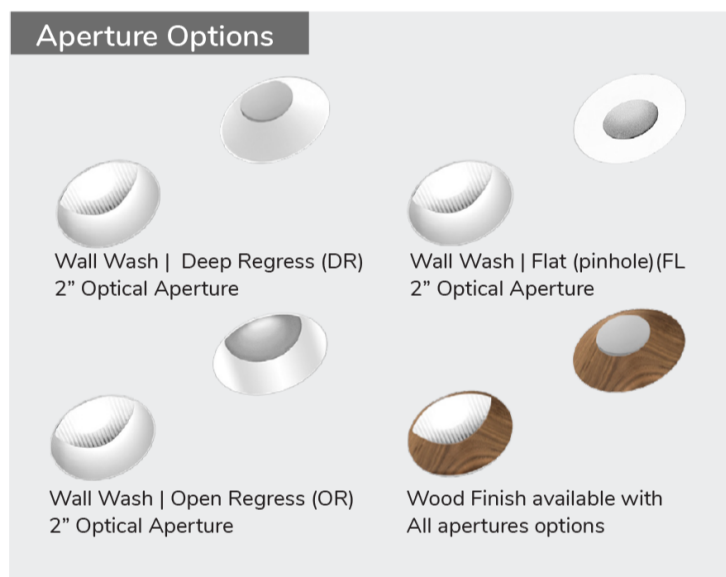 Aperture Options
Wall Wash | Deep Regress (DR)
2” Optical Aperture
Wall Wash | Flat (pinhole)(FL
2” Optical Aperture
Wall Wash | Open Regress (OR)
2” Optical Aperture
Wood Finish available with
All apertures options